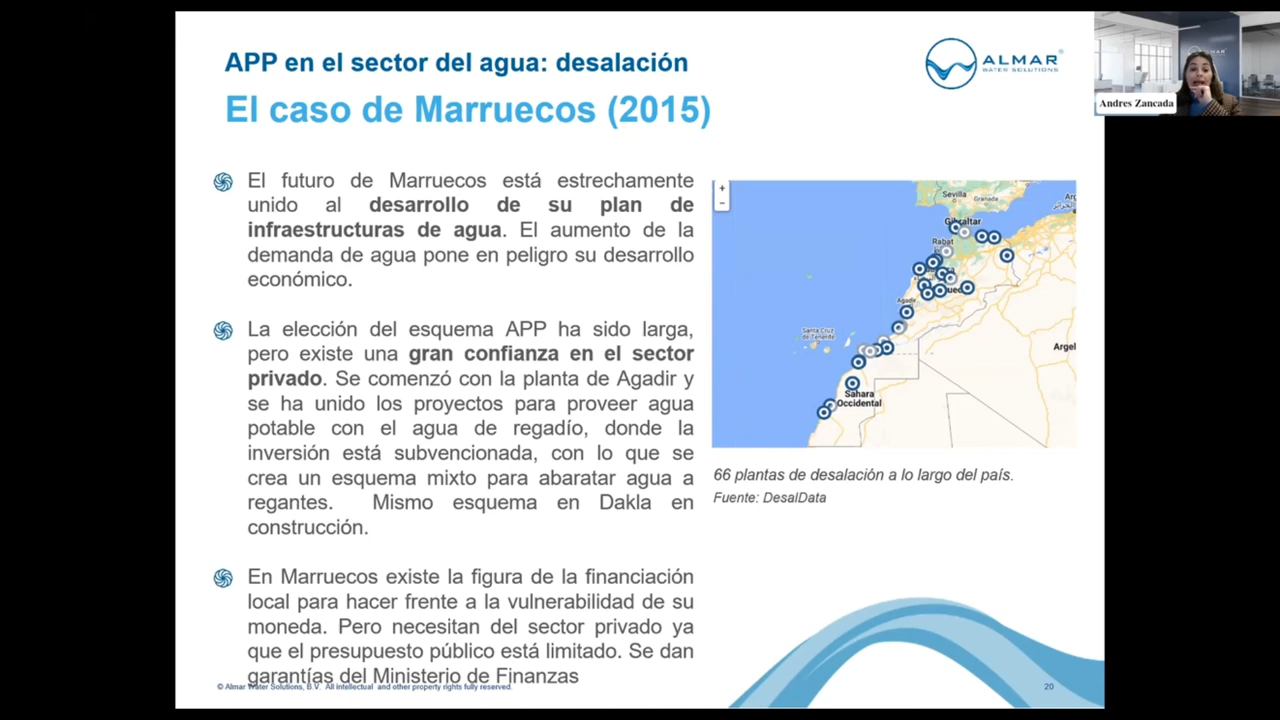 APP en el sector del agua: desalación
El caso de Marruecos (2015)
ALMAR
WATER SOLUTIONS
Andres Zancada
El futuro de Marruecos está estrechamente
unido al desarrollo de su plan de
infraestructuras de agua. El aumento de la
demanda de agua pone en peligro su desarrollo
económico.
La elección del esquema APP ha sido larga,
pero existe una gran confianza en el sector
privado. Se comenzó con la planta de Agadir y
se ha unido los proyectos para proveer agua
potable con el agua de regadío, donde la
inversión está subvencionada, con lo que se
crea un esquema mixto para abaratar agua a
regantes. Mismo esquema en Dakla en
construcción.
En Marruecos existe la figura de la financiación
local para hacer frente a la vulnerabilidad de su
moneda. Pero necesitan del sector privado ya
que el presupuesto público está limitado. Se dan
garantías del Ministerio de Finanzas
+
-
Sevilla
Granada
Gibraltar
Rabat
Agadir
Santa Cruz
de Tenerife
Argel
Sahara
Occidental
66 plantas de desalación a lo largo del país.
Fuente: DesalData
© Almar Water Solutions, B.V. All intellectual and other property rights fully reserved.
20